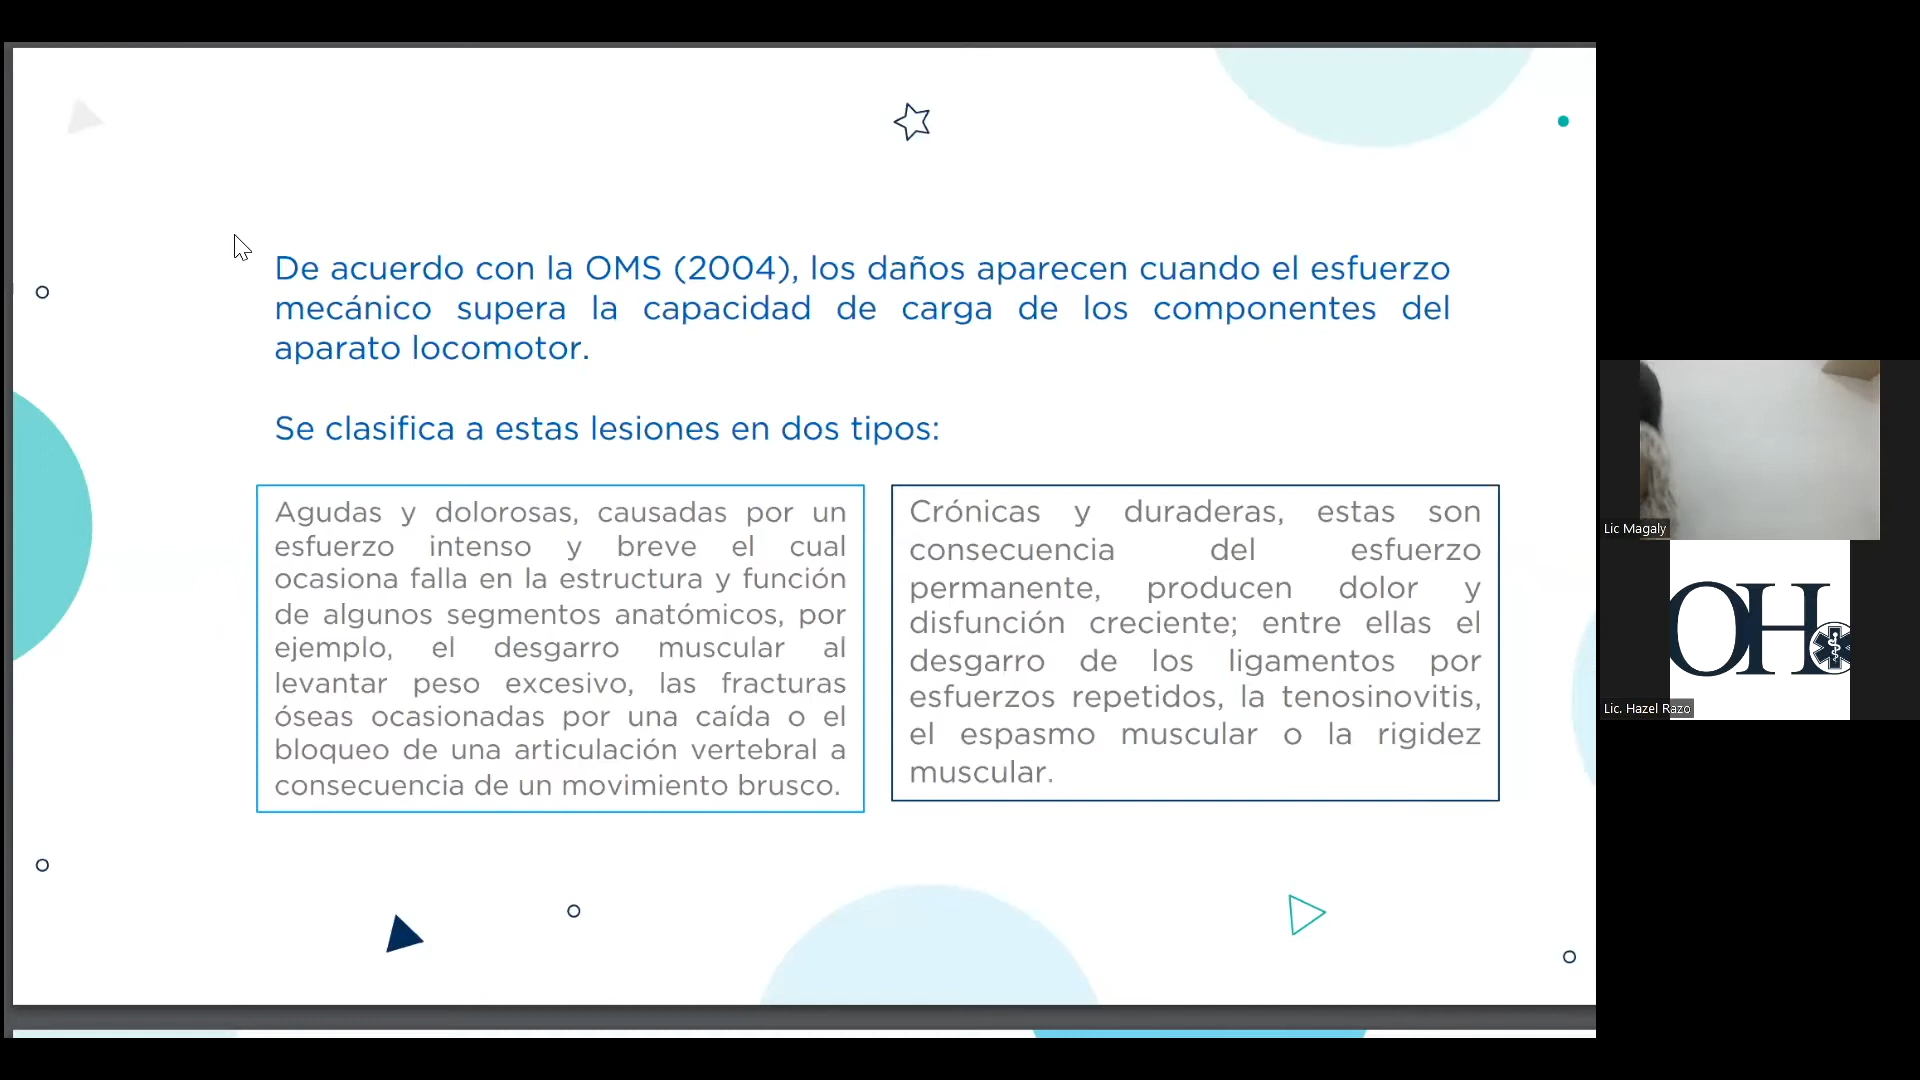 De acuerdo con la OMS (2004), los daños aparecen cuando el esfuerzo
mecánico supera la capacidad de carga de los componentes del
aparato locomotor.
Se clasifica a estas lesiones en dos tipos:
Agudas y dolorosas, causadas por un
esfuerzo intenso y breve el cual
ocasiona falla en la estructura y función
de algunos segmentos anatómicos, por
ejemplo, el desgarro muscular al
levantar peso excesivo, las fracturas
óseas ocasionadas por una caída o el
bloqueo de una articulación vertebral a
consecuencia de un movimiento brusco.
Crónicas y duraderas, estas son
consecuencia del esfuerzo
permanente, producen dolor y
disfunción creciente; entre ellas el
desgarro de los ligamentos por
esfuerzos repetidos, la tenosinovitis,
el espasmo muscular o la rigidez
muscular.
Lic Magaly
OH
Lic. Hazel Razo